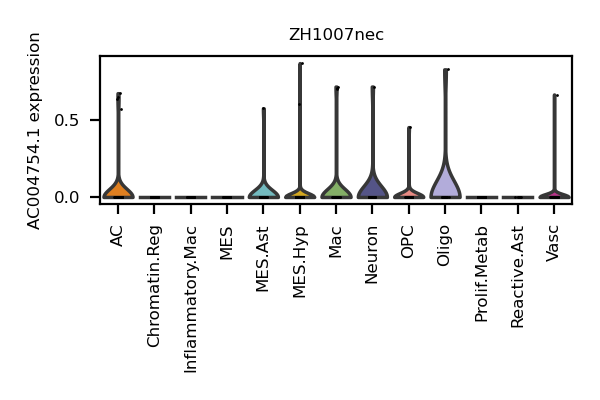 ZH1007nec
AC004754.1 expression
0.5
0.0
AC
Chromatin.Reg
Inflammatory.Mac
MES
MES.Ast
MES.Hyp
Mac
Neuron
OPC
Oligo
Prolif.Metab
Reactive.Ast
Vasc